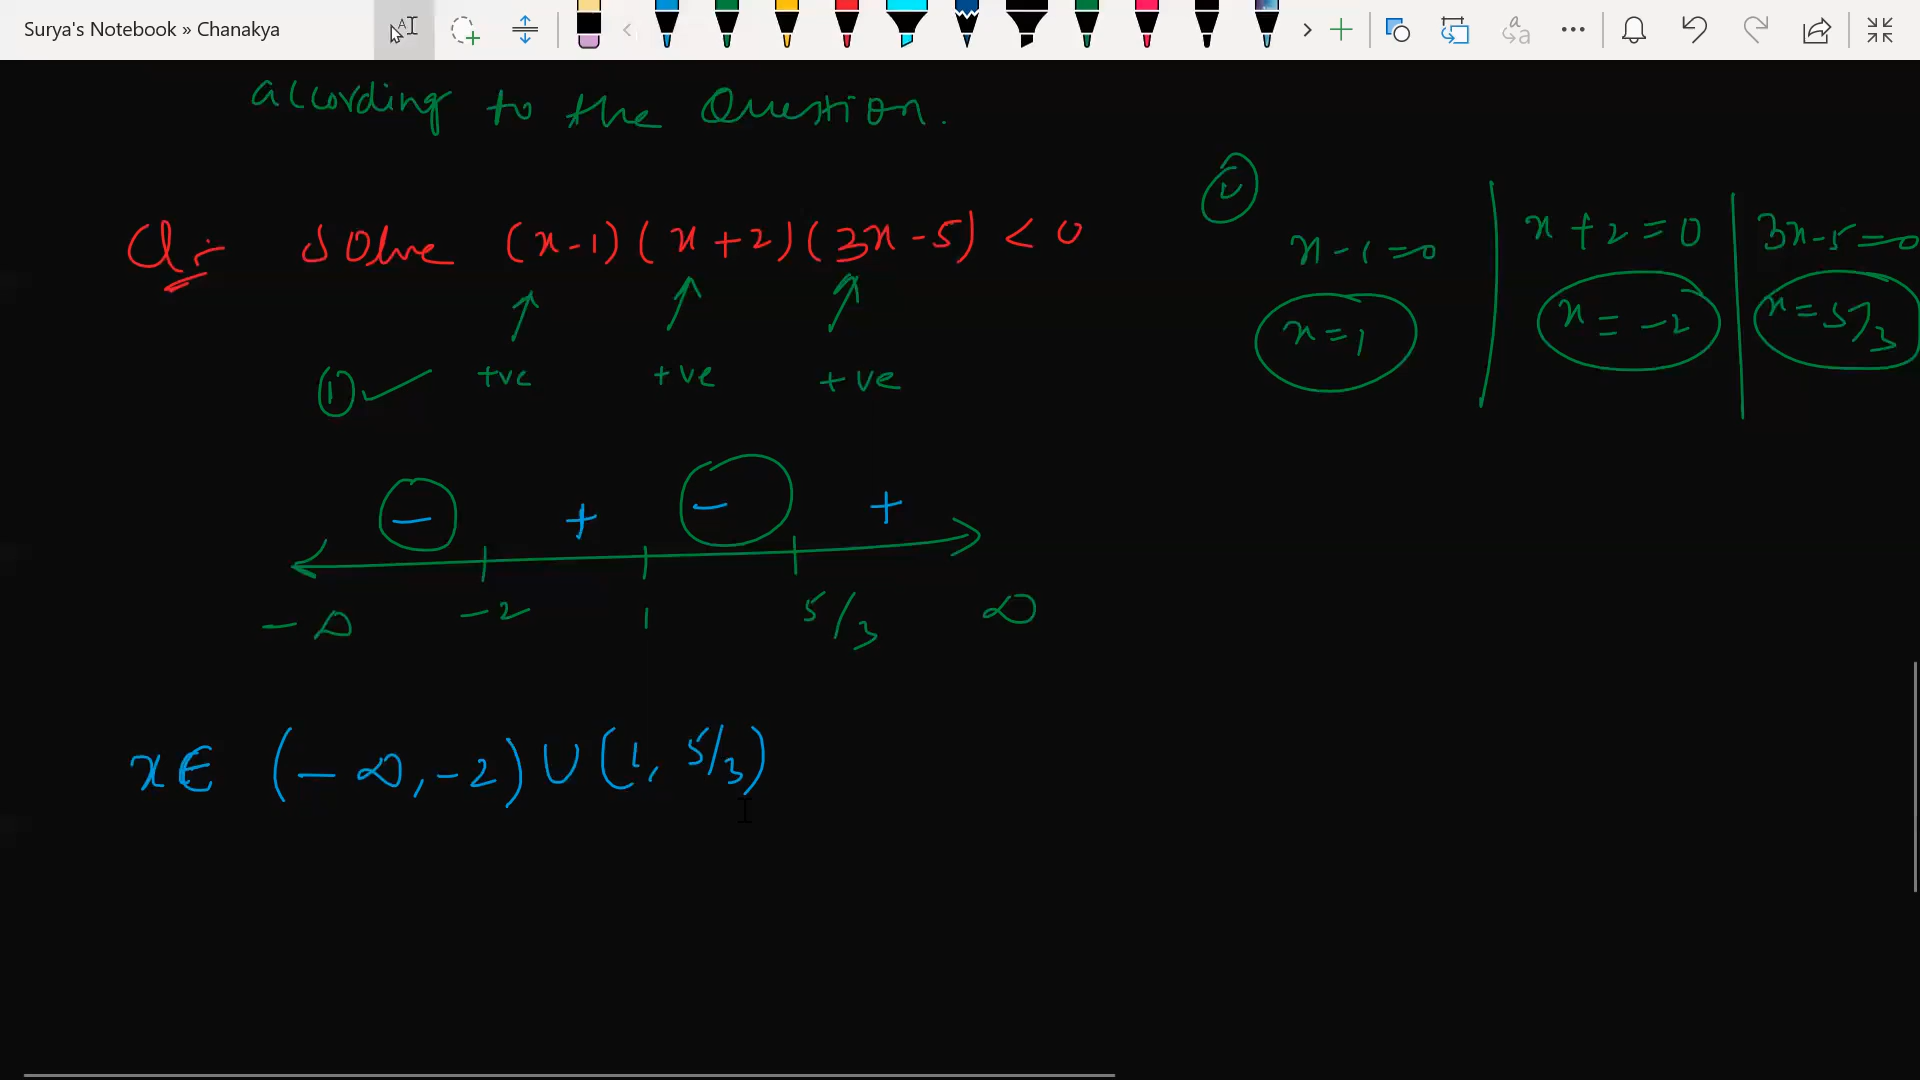 Surya's Notebook » Chanakya
according to the Question.
Q:- Solve (x-1)(x+2)(3x-5) < 0
+ve +ve +ve
①
②
x-1=0
x=1
x+2=0
x=-2
3x-5=0
x=5/3
- + - +
-∞ -2 1 5/3 ∞
x∈ (-∞,-2)∪(1, 5/3)